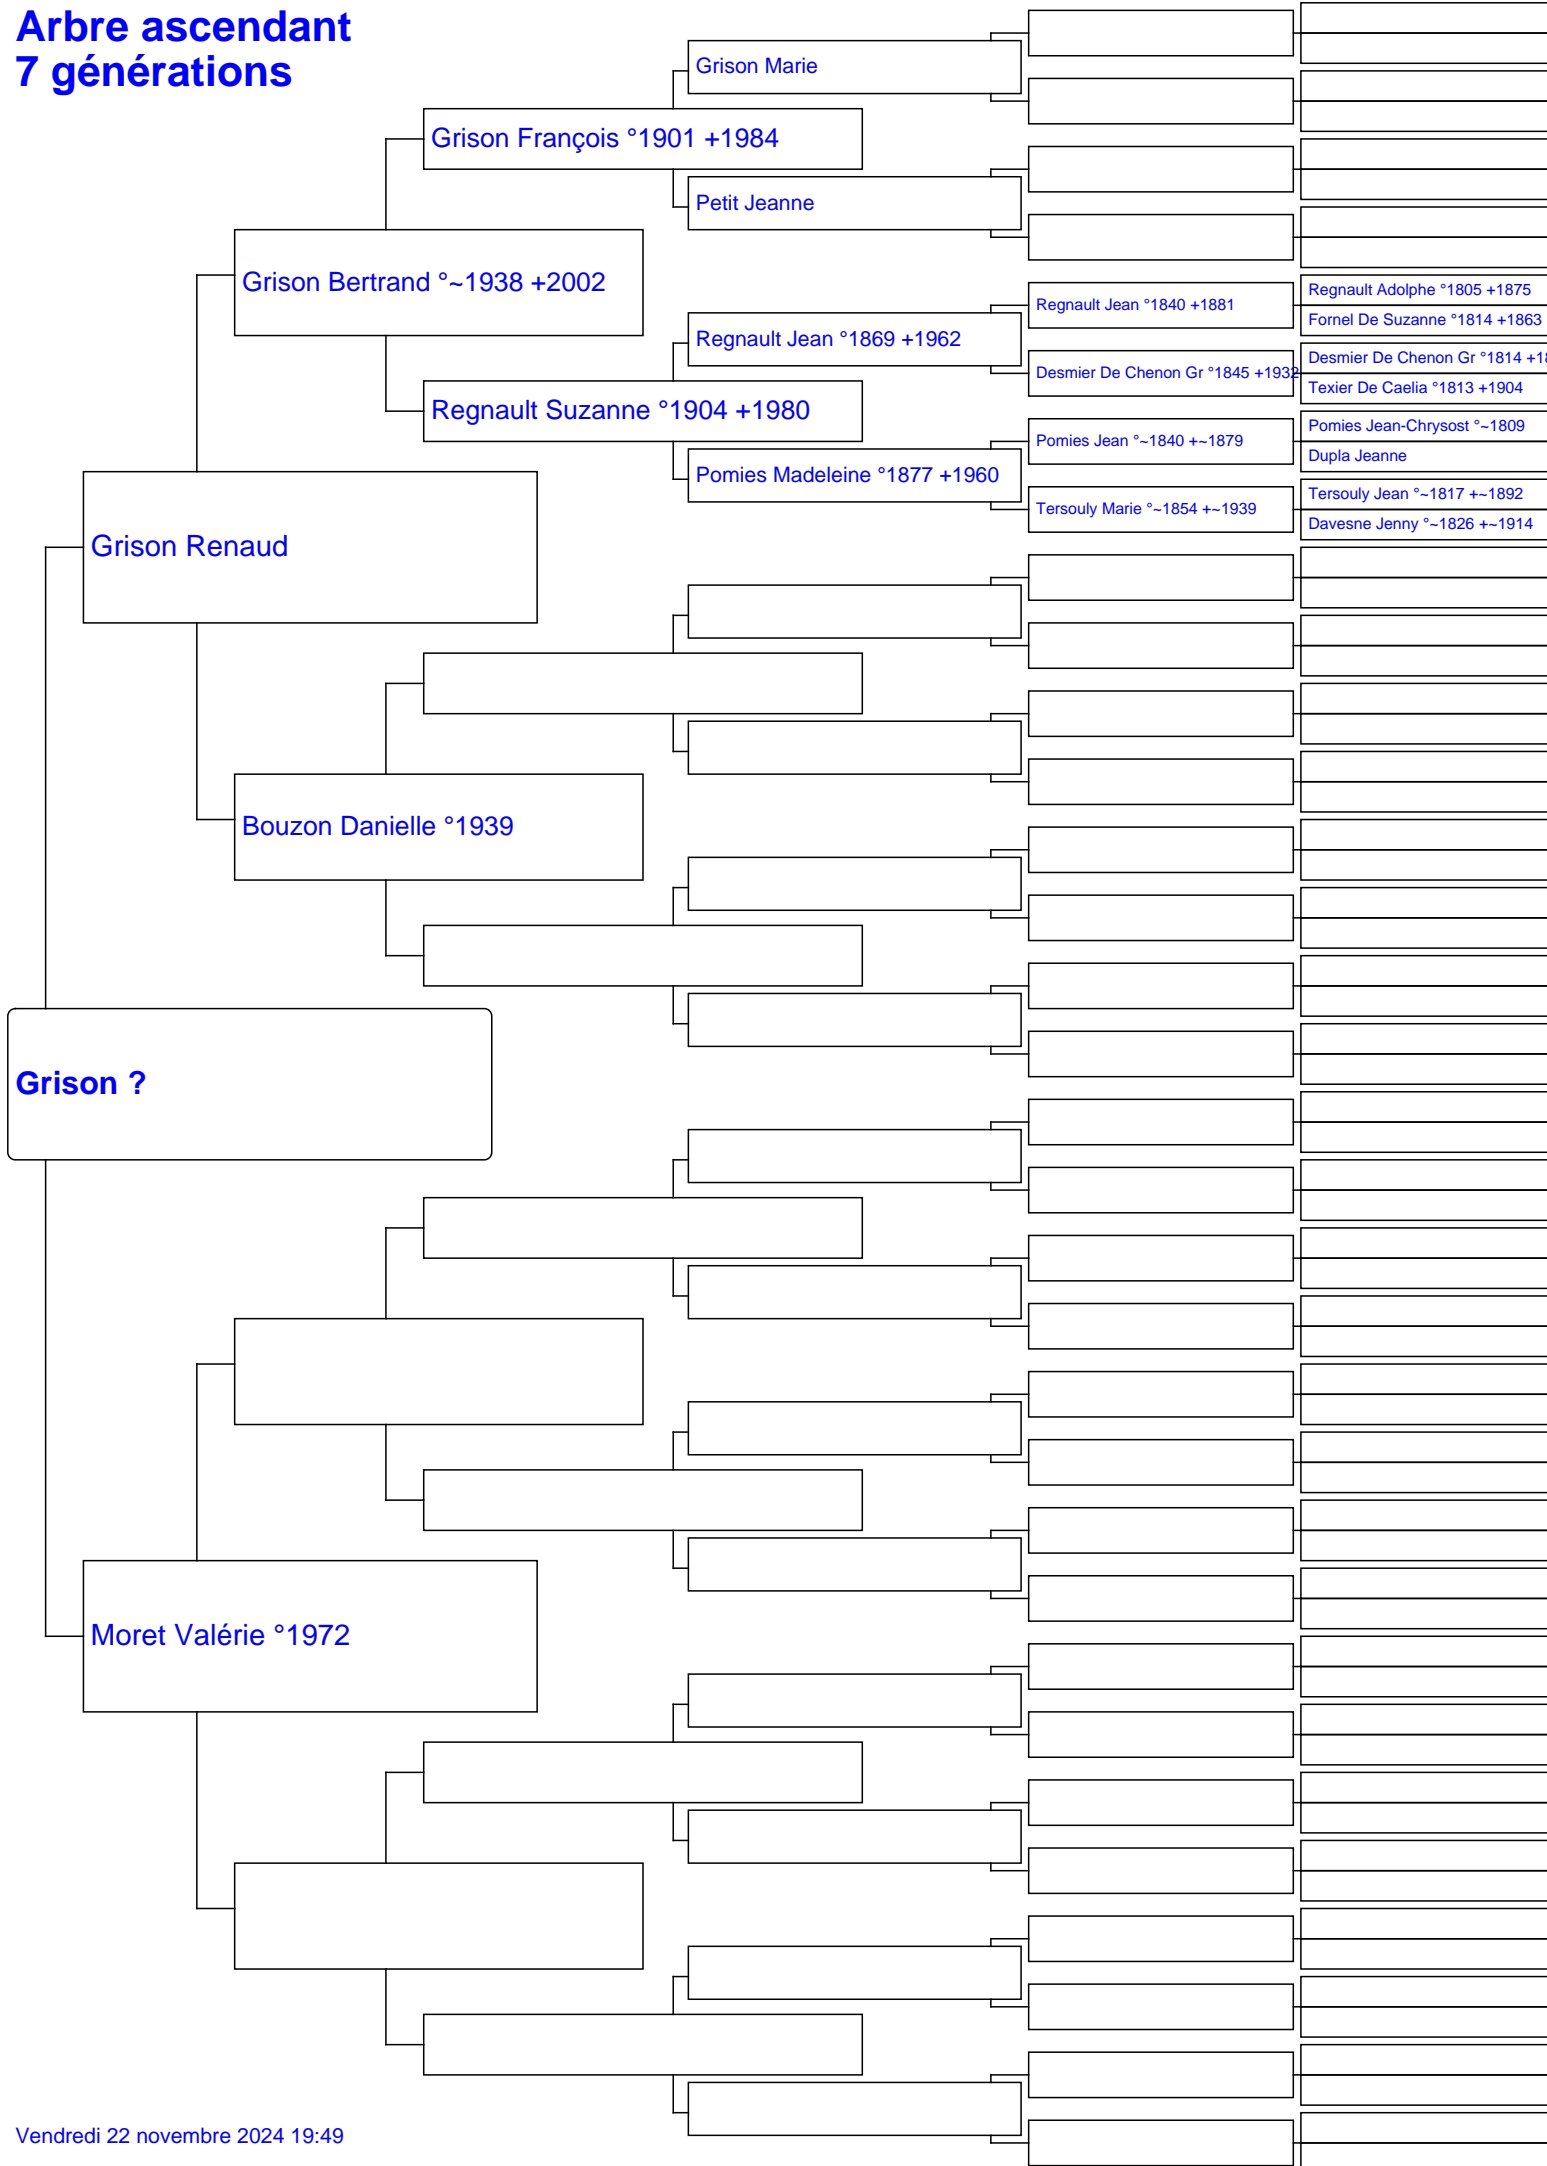 Arbre ascendant
7 générations
Grison Marie
Grison François °1901 +1984
Petit Jeanne
Grison Bertrand °~1938 +2002
Regnault Adolphe °1805 +1875
Regnault Jean °1840 +1881
Fornel De Suzanne °1814 +1863
Regnault Jean °1869 +1962
Desmier De Chenon Gr °1814 +18
Desmier De Chenon Gr °1845 +1932
Texier De Caelia °1813 +1904
Regnault Suzanne °1904 +1980
Pomies Jean-Chrysost °~1809
Pomies Jean °~1840 +~1879
Dupla Jeanne
Pomies Madeleine °1877 +1960
Tersouly Jean °~1817 +~1892
Tersouly Marie °~1854 +~1939
Davesne Jenny °~1826 +~1914
Grison Renaud
Bouzon Danielle °1939
Grison ?
Moret Valérie °1972
Vendredi 22 novembre 2024 19:49